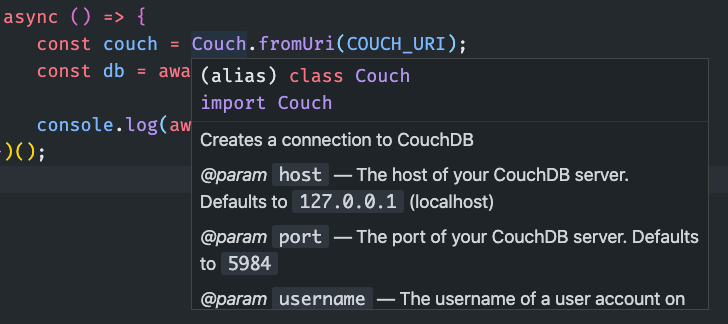 async () => {
const couch = Couch.fromUri(COUCH_URI);
const db = awa
(alias) class Couch
import Couch
console.log(aw
)();
Creates a connection to CouchDB
@param host — The host of your CouchDB server.
Defaults to 127.0.0.1 (localhost)
@param port — The port of your CouchDB server. Defaults
to 5984
@param username — The username of a user account on